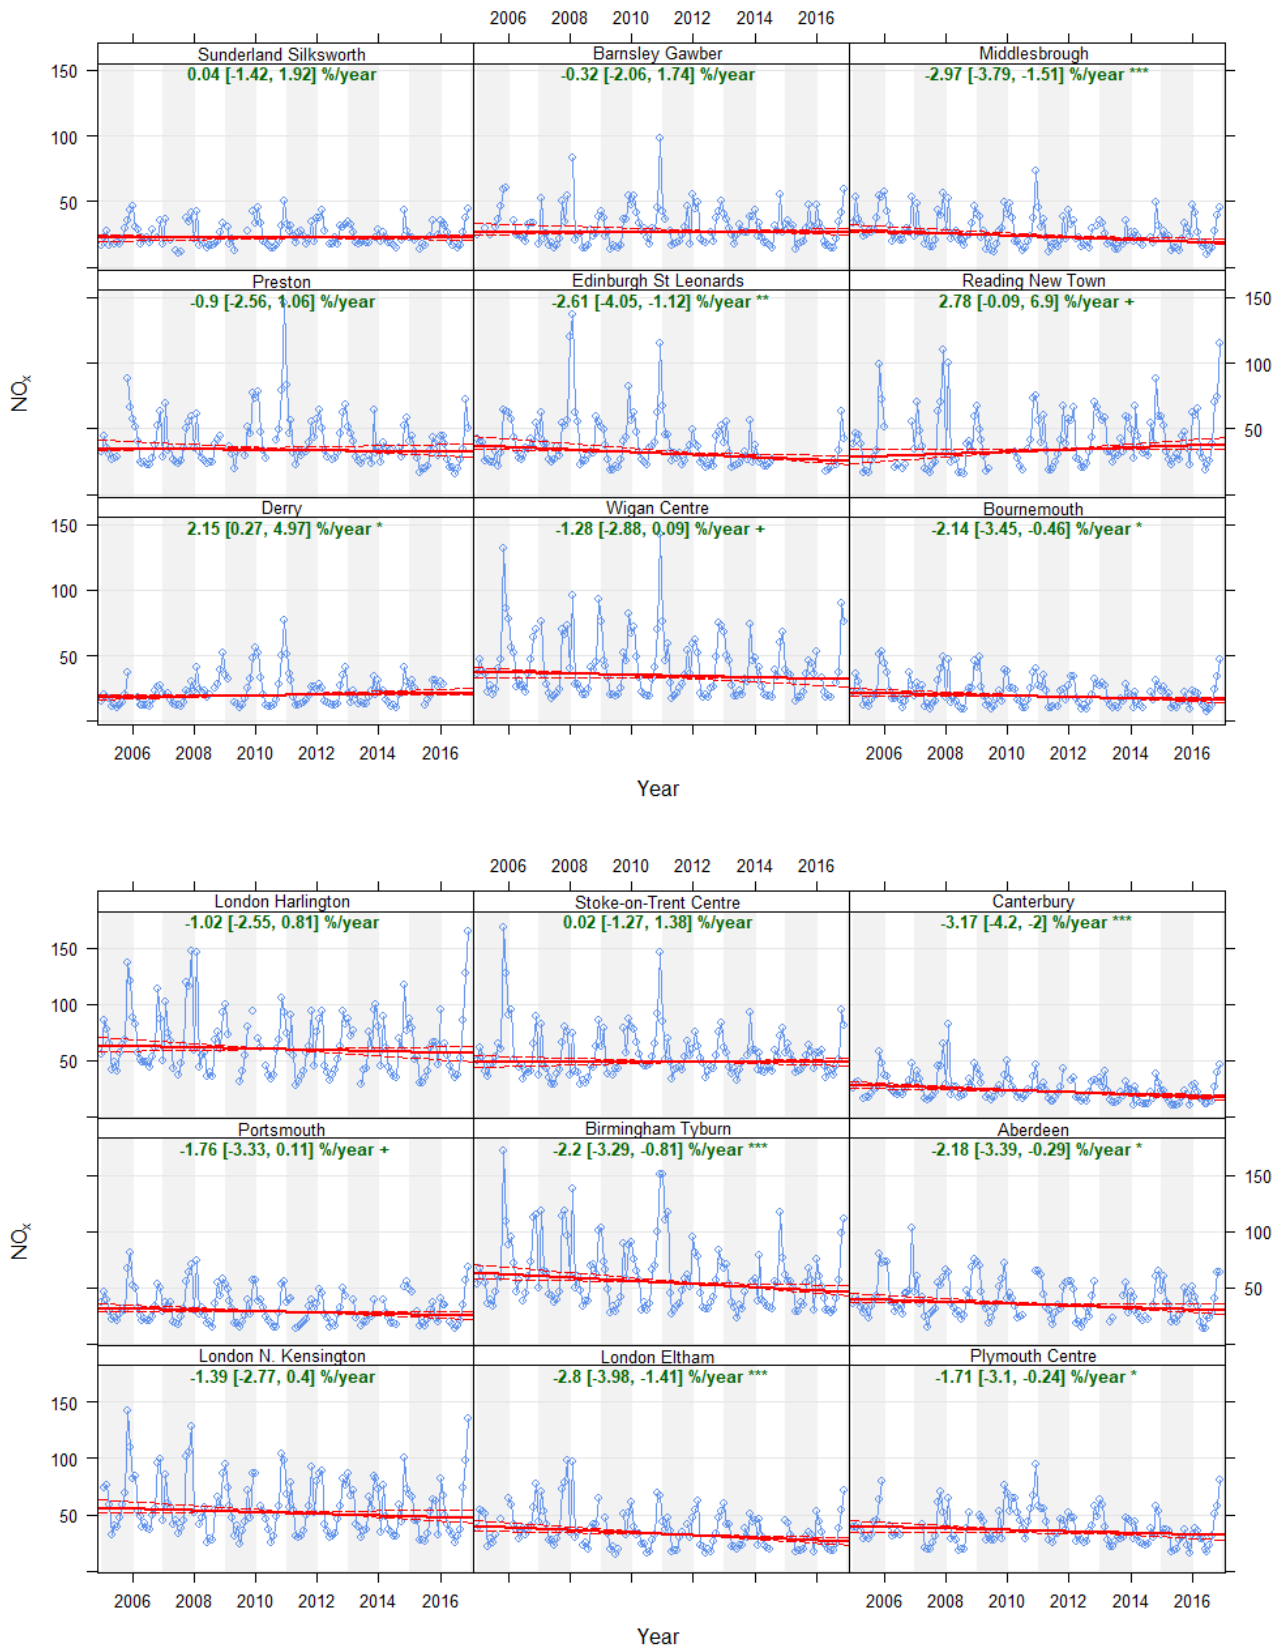 2006 2008 2010 2012 2014 2016
Sunderland Silksworth
0.04 [-1.42, 1.92] %/year
Barnsley Gawber
-0.32 [-2.06, 1.74] %/year
Middlesbrough
-2.97 [-3.79, -1.51] %/year ***
150
100
50
Preston
-0.9 [-2.56, 1.06] %/year
Edinburgh St Leonards
-2.61 [-4.05, -1.12] %/year **
Reading New Town
2.78 [-0.09, 6.9] %/year +
150
100
50
NOx
Derry
2.15 [0.27, 4.97] %/year *
Wigan Centre
-1.28 [-2.88, 0.09] %/year +
Bournemouth
-2.14 [-3.45, -0.46] %/year *
150
100
50
2006 2008 2010 2012 2014 2016
2006 2008 2010 2012 2014 2016
Year
2006 2008 2010 2012 2014 2016
London Harlington
-1.02 [-2.55, 0.81] %/year
Stoke-on-Trent Centre
0.02 [-1.27, 1.38] %/year
Canterbury
-3.17 [-4.2, -2] %/year ***
150
100
50
Portsmouth
-1.76 [-3.33, 0.11] %/year +
Birmingham Tyburn
-2.2 [-3.29, -0.81] %/year ***
Aberdeen
-2.18 [-3.39, -0.29] %/year *
150
100
50
NOx
London N. Kensington
-1.39 [-2.77, 0.4] %/year
London Eltham
-2.8 [-3.98, -1.41] %/year ***
Plymouth Centre
-1.71 [-3.1, -0.24] %/year *
150
100
50
2006 2008 2010 2012 2014 2016
2006 2008 2010 2012 2014 2016
Year